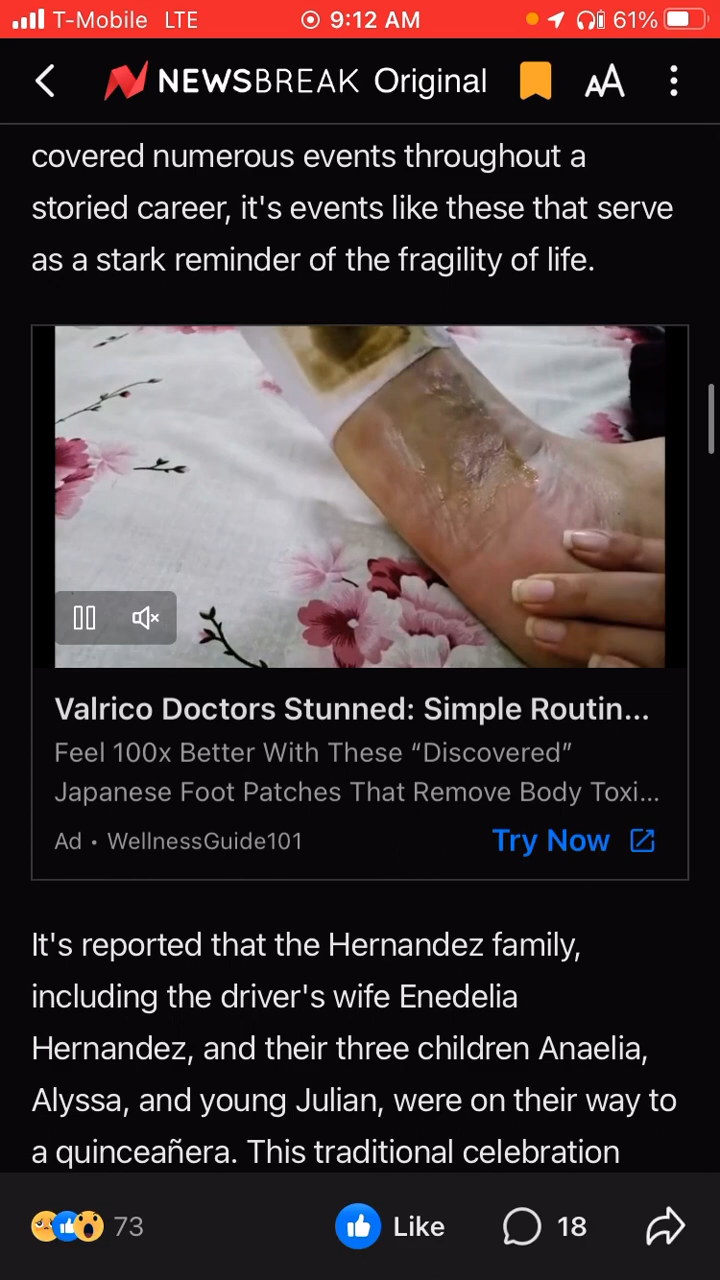 T-Mobile LTE 9:12 AM 61%
NEWSBREAK Original AA
covered numerous events throughout a
storied career, it's events like these that serve
as a stark reminder of the fragility of life.
Valrico Doctors Stunned: Simple Routin...
Feel 100x Better With These “Discovered”
Japanese Foot Patches That Remove Body Toxi...
Ad • WellnessGuide101 Try Now
It's reported that the Hernandez family,
including the driver's wife Enedelia
Hernandez, and their three children Anaelia,
Alyssa, and young Julian, were on their way to
a quinceañera. This traditional celebration
73 Like 18